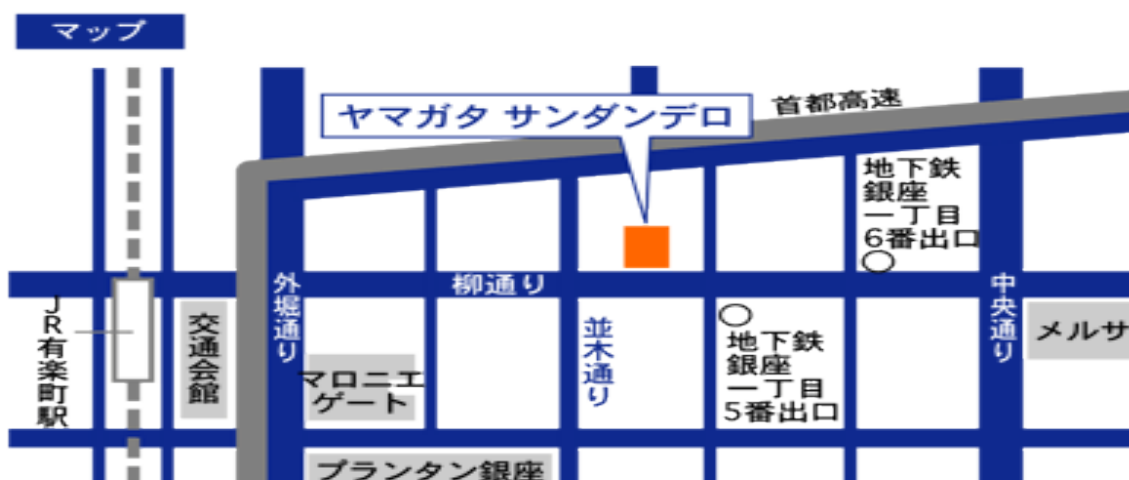 マップ
ヤマガタ サンダンデロ
首都高速
地下鉄
銀座
一丁目
6番出口
外堀通り
柳通り
中央通り
JR有楽町駅
交通会館
マロニエ
ゲート
並木通り
地下鉄
銀座
一丁目
5番出口
メルサ
プランタン銀座